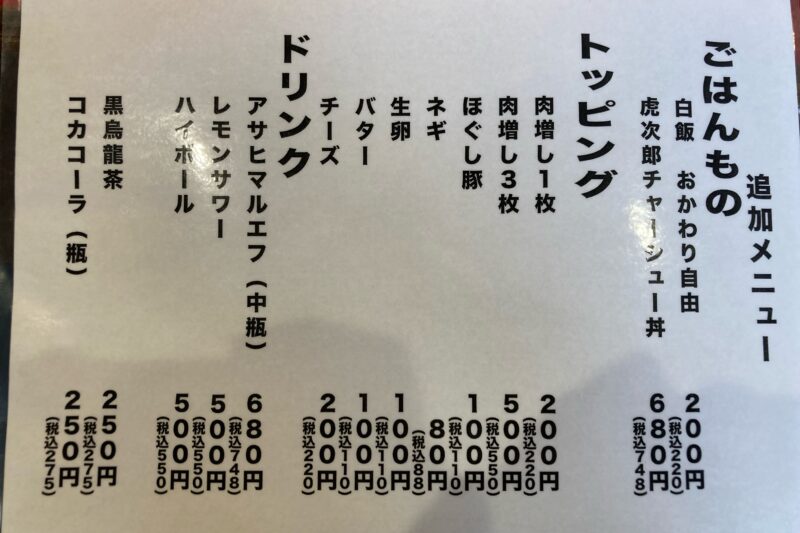 追加メニュー
ごはんもの
白飯 おかわり自由 200円(税込220)
虎次郎チャーシュー丼 680円(税込748)
トッピング
肉増し1枚 200円(税込220)
肉増し3枚 500円(税込550)
ほぐし豚 100円(税込110)
ネギ 80円(税込88)
生卵 100円(税込110)
バター 100円(税込110)
チーズ 200円(税込220)
ドリンク
アサヒマルエフ(中瓶) 680円(税込748)
レモンサワー 500円(税込550)
ハイボール 500円(税込550)
黒烏龍茶 250円(税込275)
コカコーラ(瓶) 250円(税込275)